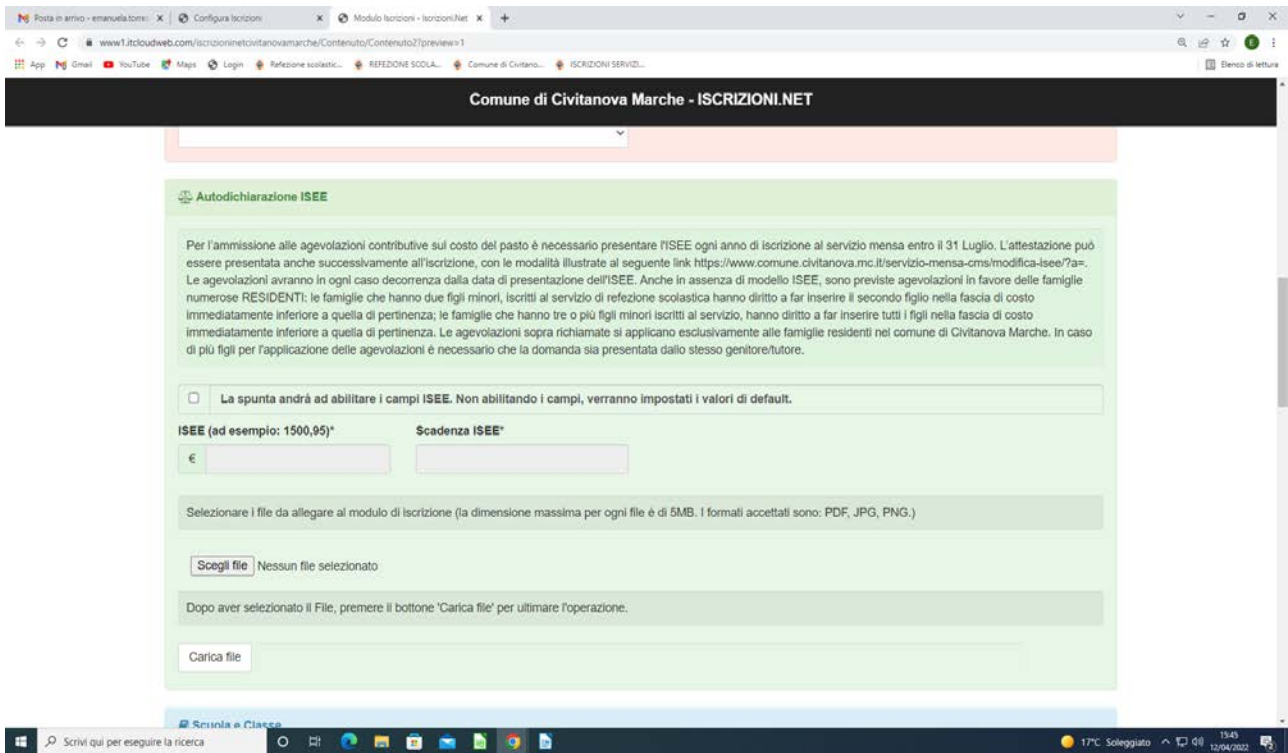 Posta in arrivo - emanuela.torre
Configura Iscrizioni
Modulo Iscrizioni - Iscrizioni.Net
www1.itcloudweb.com/iscrizioninetcivitanovamarche/Contenuto/Contenuto2?preview=1
App Gmail YouTube Maps Login Refezione scolastic... REFEZIONE SCOLA... Comune di Civitano... ISCRIZIONI SERVIZI... Elenco di lettura
Comune di Civitanova Marche - ISCRIZIONI.NET
Autodichiarazione ISEE
Per l'ammissione alle agevolazioni contributive sul costo del pasto è necessario presentare l'ISEE ogni anno di iscrizione al servizio mensa entro il 31 Luglio. L'attestazione può
essere presentata anche successivamente all'iscrizione, con le modalità illustrate al seguente link https://www.comune.civitanova.mc.it/servizio-mensa-cms/modifica-isee/?a=.
Le agevolazioni avranno in ogni caso decorrenza dalla data di presentazione dell'ISEE. Anche in assenza di modello ISEE, sono previste agevolazioni in favore delle famiglie
numerose RESIDENTI: le famiglie che hanno due figli minori, iscritti al servizio di refezione scolastica hanno diritto a far inserire il secondo figlio nella fascia di costo
immediatamente inferiore a quella di pertinenza; le famiglie che hanno tre o più figli minori iscritti al servizio, hanno diritto a far inserire tutti i figli nella fascia di costo
immediatamente inferiore a quella di pertinenza. Le agevolazioni sopra richiamate si applicano esclusivamente alle famiglie residenti nel comune di Civitanova Marche. In caso
di più figli per l'applicazione delle agevolazioni è necessario che la domanda sia presentata dallo stesso genitore/tutore.
La spunta andrà ad abilitare i campi ISEE. Non abilitando i campi, verranno impostati i valori di default.
ISEE (ad esempio: 1500,95)* Scadenza ISEE*
€
Selezionare i file da allegare al modulo di iscrizione (la dimensione massima per ogni file è di 5MB. I formati accettati sono: PDF, JPG, PNG.)
Scegli file Nessun file selezionato
Dopo aver selezionato il File, premere il bottone 'Carica file' per ultimare l'operazione.
Carica file
Scuola e Classe
Scrivi qui per eseguire la ricerca
17°C Soleggiato
15:45
12/04/2022